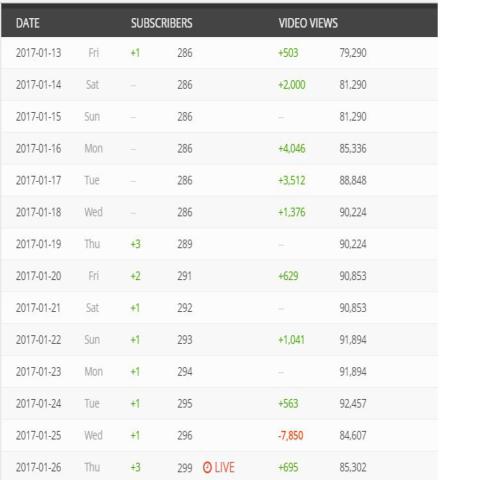 DATE SUBSCRIBERS VIDEO VIEWS
2017-01-13 Fri +1 286 +503 79,290
2017-01-14 Sat -- 286 +2,000 81,290
2017-01-15 Sun -- 286 -- 81,290
2017-01-16 Mon -- 286 +4,046 85,336
2017-01-17 Tue -- 286 +3,512 88,848
2017-01-18 Wed -- 286 +1,376 90,224
2017-01-19 Thu +3 289 -- 90,224
2017-01-20 Fri +2 291 +629 90,853
2017-01-21 Sat +1 292 -- 90,853
2017-01-22 Sun +1 293 +1,041 91,894
2017-01-23 Mon +1 294 -- 91,894
2017-01-24 Tue +1 295 +563 92,457
2017-01-25 Wed +1 296 -7,850 84,607
2017-01-26 Thu +3 299 LIVE +695 85,302